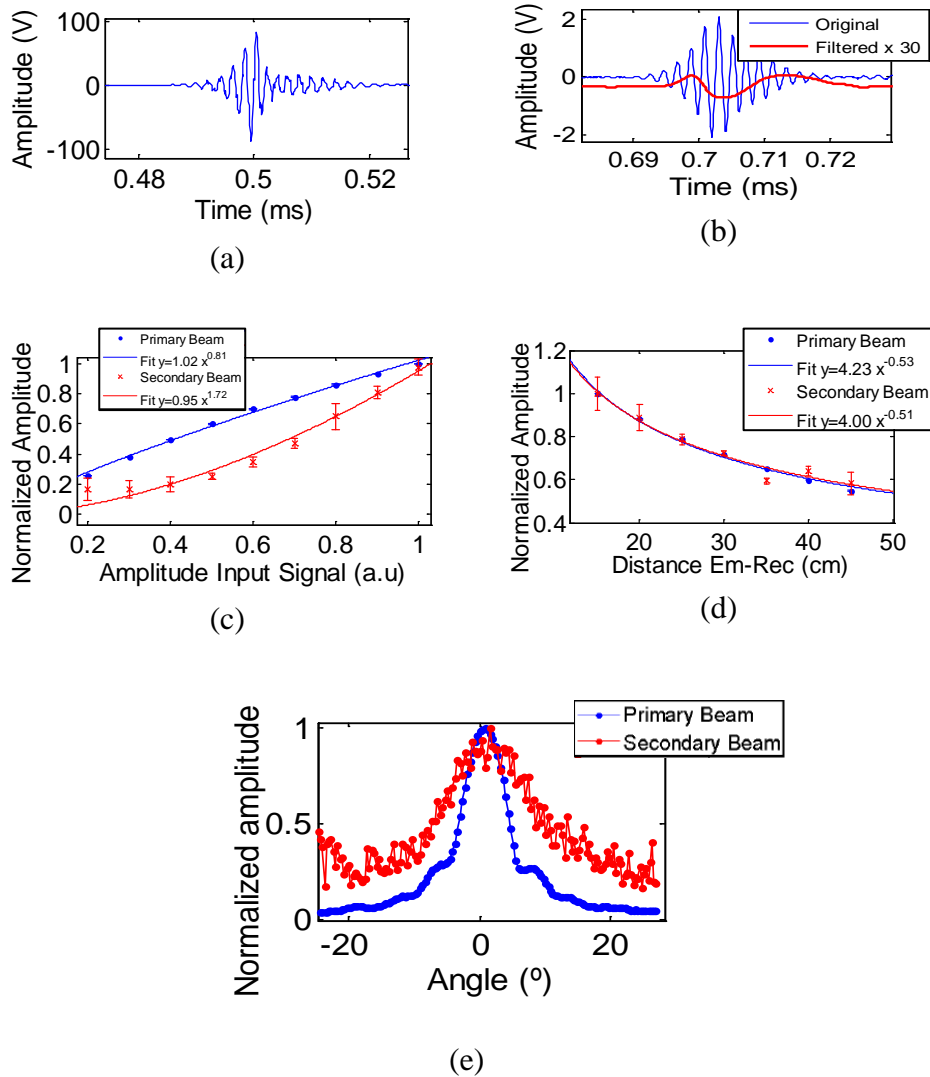 Amplitude (V)
100
0
-100
0.48
0.5
0.52
Time (ms)
(a)
Amplitude (V)
2
0
-2
Original
Filtered x 30
0.69
0.7
0.71
0.72
Time (ms)
(b)
Normalized Amplitude
Primary Beam
Fit y=1.02 x^0.81
Secondary Beam
Fit y=0.95 x^1.72
1
0.8
0.6
0.4
0.2
0
0.2
0.4
0.6
0.8
1
Amplitude Input Signal (a.u)
(c)
Normalized Amplitude
Primary Beam
Fit y=4.23 x^-0.53
Secondary Beam
Fit y=4.00 x^-0.51
1.2
1
0.8
0.6
0.4
20
30
40
50
Distance Em-Rec (cm)
(d)
Normalized amplitude
Primary Beam
Secondary Beam
1
0.5
0
-20
0
20
Angle (º)
(e)